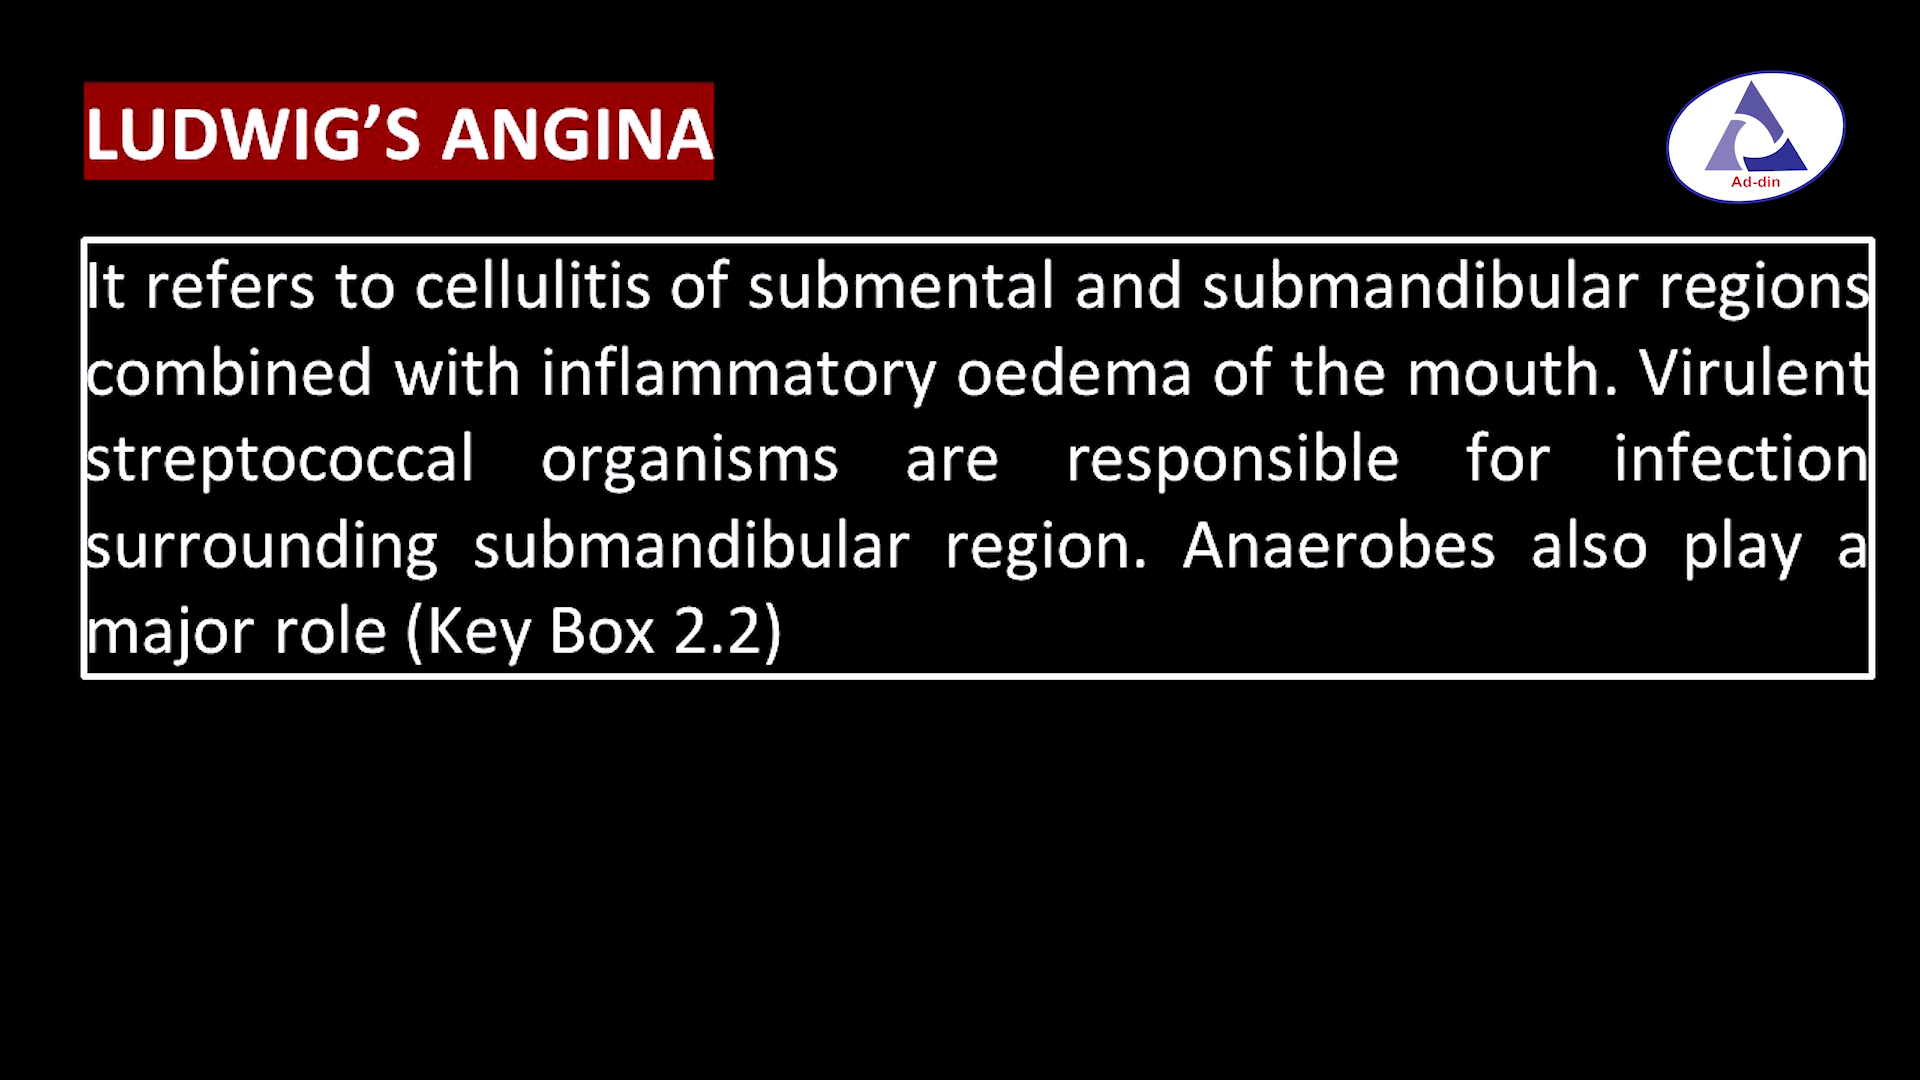 LUDWIG’S ANGINA
Ad-din
It refers to cellulitis of submental and submandibular regions
combined with inflammatory oedema of the mouth. Virulent
streptococcal organisms are responsible for infection
surrounding submandibular region. Anaerobes also play a
major role (Key Box 2.2)